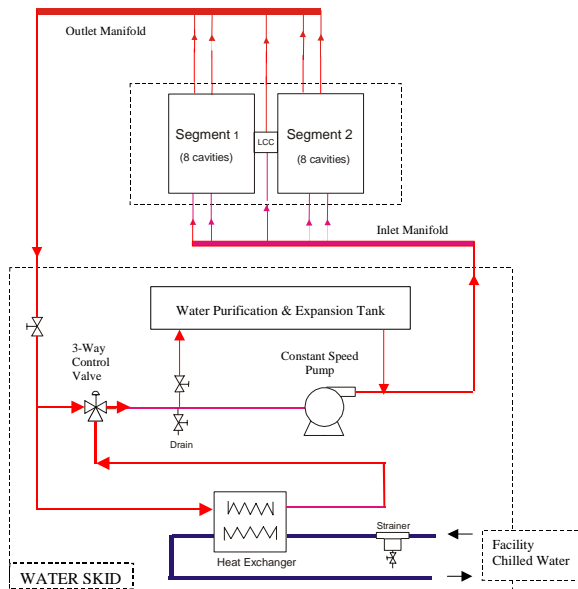 Outlet Manifold
Segment 1
(8 cavities)
LCC
Segment 2
(8 cavities)
Inlet Manifold
Water Purification & Expansion Tank
3-Way
Control
Valve
Constant Speed
Pump
Drain
Strainer
Heat Exchanger
Facility
Chilled Water
WATER SKID